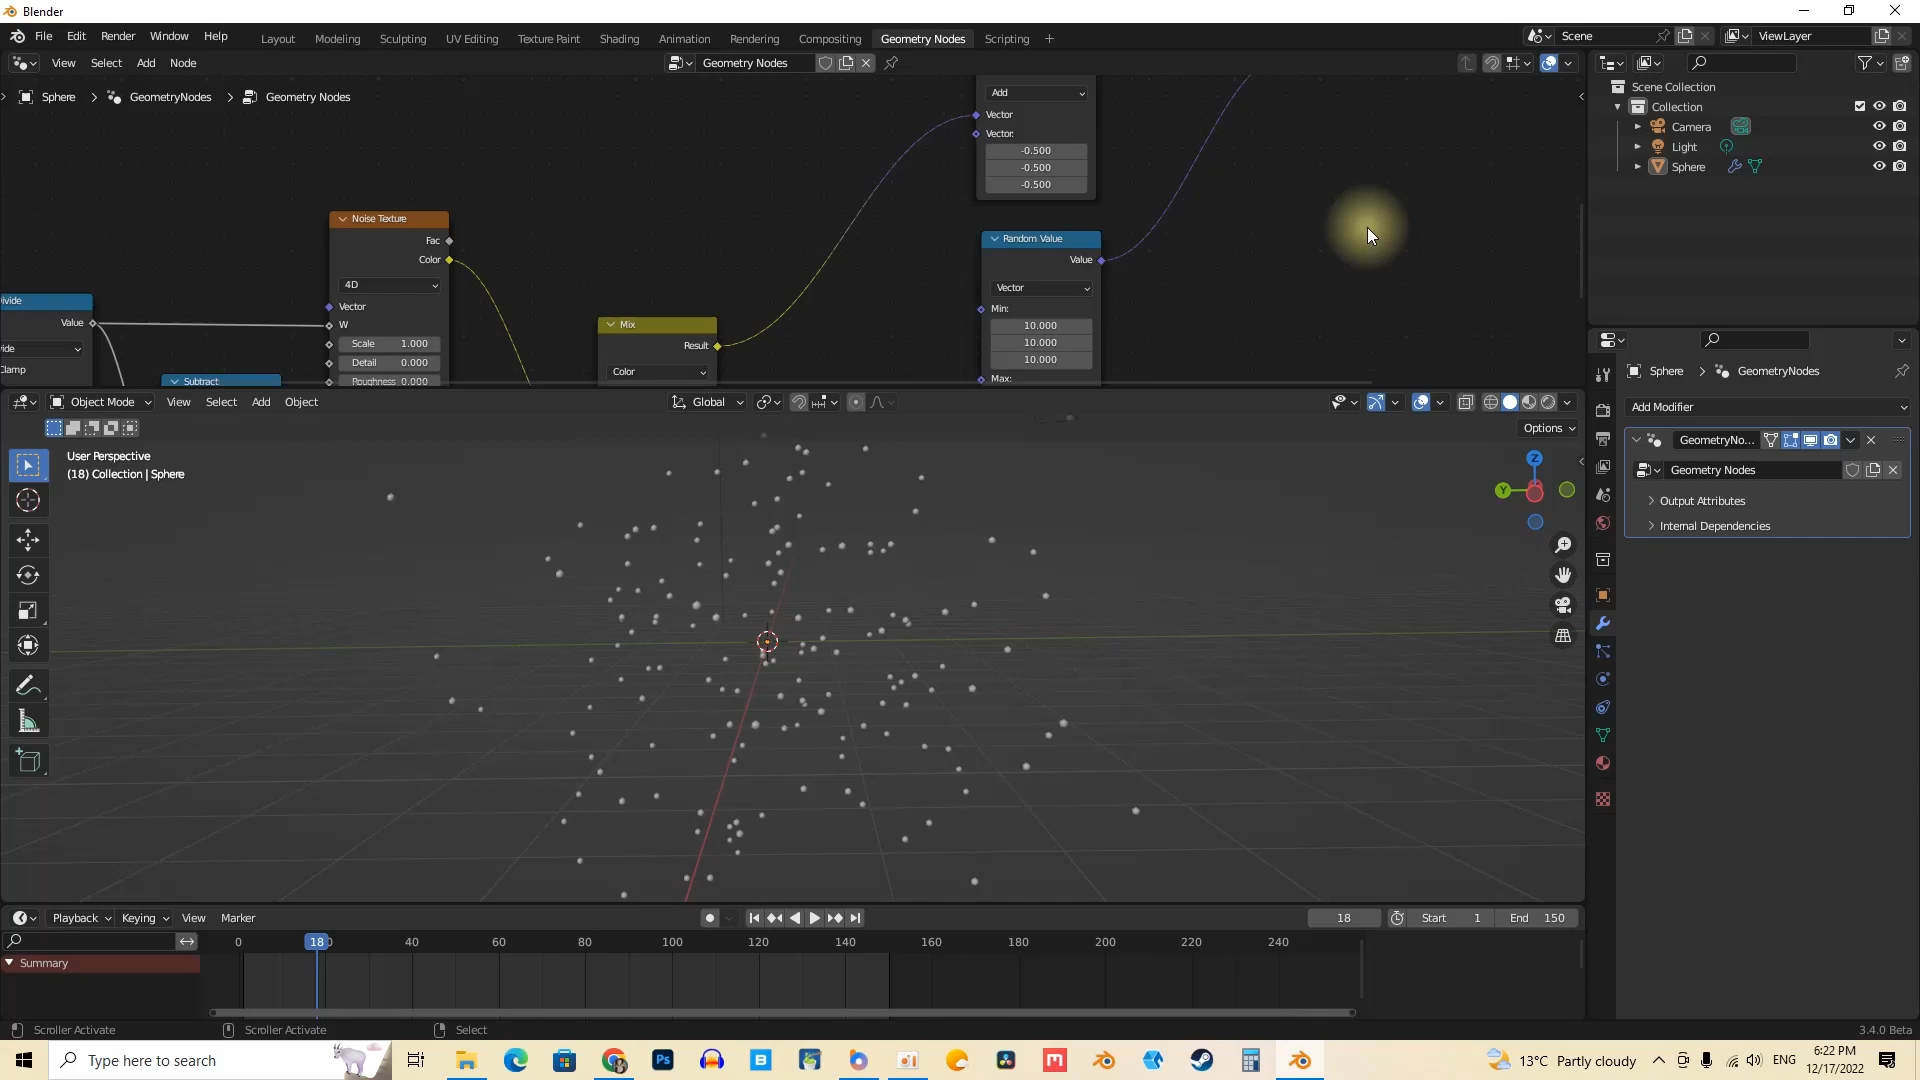 Blender
File Edit Render Window Help
Layout Modeling Sculpting UV Editing Texture Paint Shading Animation Rendering Compositing Geometry Nodes Scripting +
Scene
ViewLayer
View Select Add Node
Geometry Nodes
Sphere > GeometryNodes > Geometry Nodes
Add
Vector
Vector:
-0.500
-0.500
-0.500
Noise Texture
Fac
Color
4D
Vector
W
Scale 1.000
Detail 0.000
Roughness 0.000
ivide
Value
vide
Clamp
Subtract
Mix
Result
Color
Random Value
Value
Vector
Min:
10.000
10.000
10.000
Max:
Scene Collection
Collection
Camera
Light
Sphere
Sphere > GeometryNodes
Add Modifier
GeometryNo...
Geometry Nodes
Output Attributes
Internal Dependencies
Object Mode View Select Add Object
Global
Options
User Perspective
(18) Collection | Sphere
Z
Y
Playback Keying View Marker
18
Start 1
End 150
0 18 40 60 80 100 120 140 160 180 200 220 240
Summary
Scroller Activate
Scroller Activate
Select
3.4.0 Beta
Type here to search
13°C Partly cloudy
ENG
6:22 PM
12/17/2022